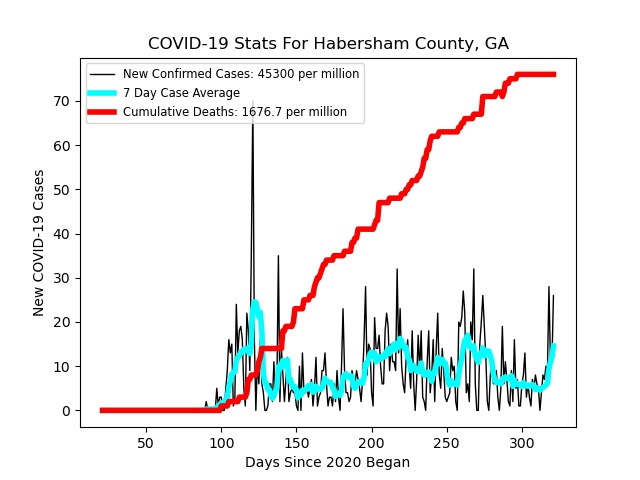 COVID-19 Stats For Habersham County, GA
New Confirmed Cases: 45300 per million
7 Day Case Average
Cumulative Deaths: 1676.7 per million
New COVID-19 Cases
70
60
50
40
30
20
10
0
50 100 150 200 250 300
Days Since 2020 Began